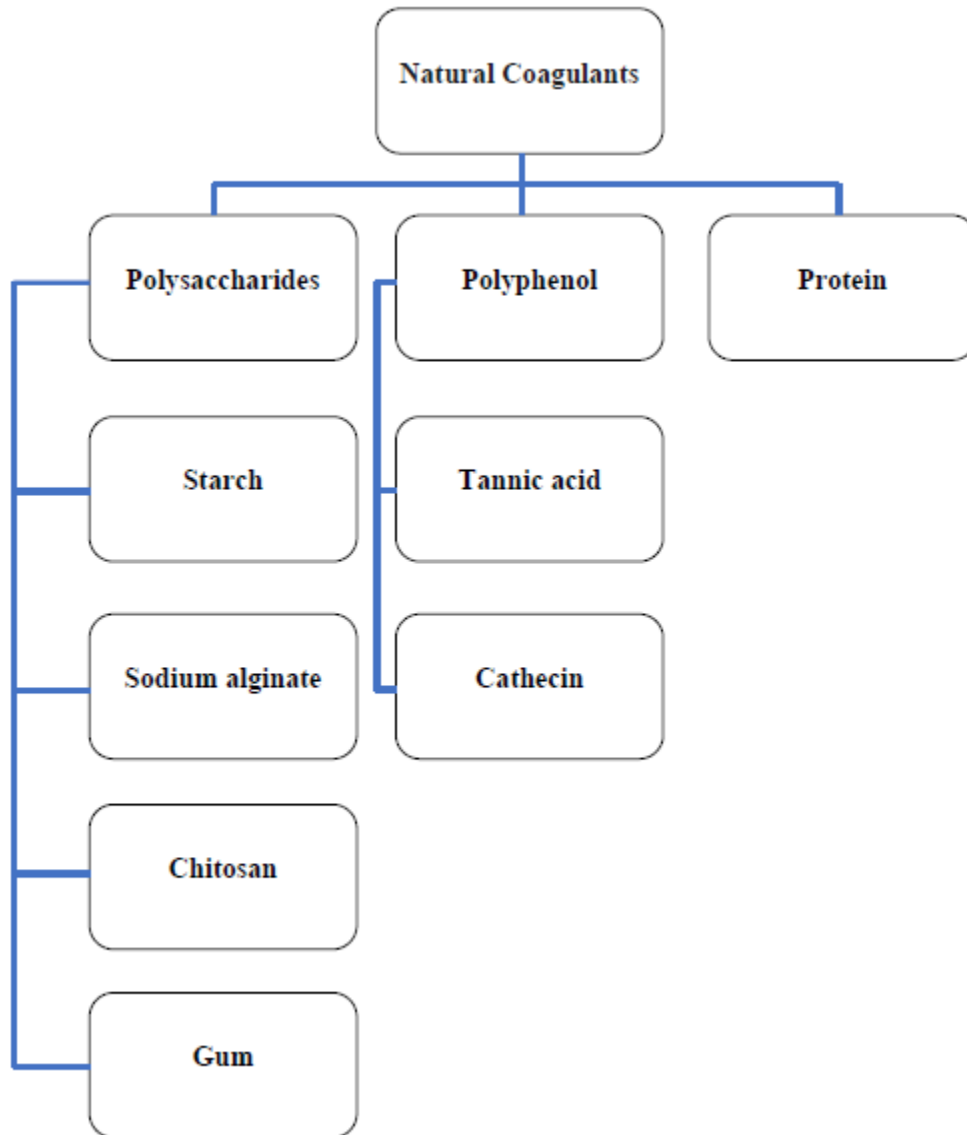 Natural Coagulants
Polysaccharides
Polyphenol
Protein
Starch
Tannic acid
Sodium alginate
Cathecin
Chitosan
Gum